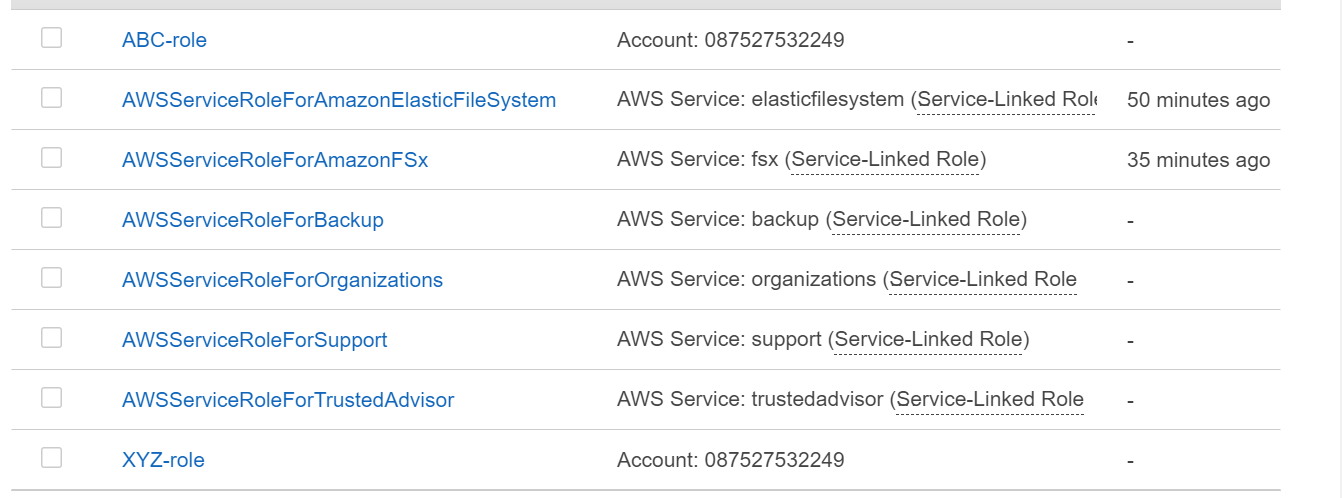 ABC-role Account: 087527532249 -
AWSServiceRoleForAmazonElasticFileSystem AWS Service: elasticfilesystem (Service-Linked Role 50 minutes ago
AWSServiceRoleForAmazonFSx AWS Service: fsx (Service-Linked Role) 35 minutes ago
AWSServiceRoleForBackup AWS Service: backup (Service-Linked Role) -
AWSServiceRoleForOrganizations AWS Service: organizations (Service-Linked Role -
AWSServiceRoleForSupport AWS Service: support (Service-Linked Role) -
AWSServiceRoleForTrustedAdvisor AWS Service: trustedadvisor (Service-Linked Role -
XYZ-role Account: 087527532249 -